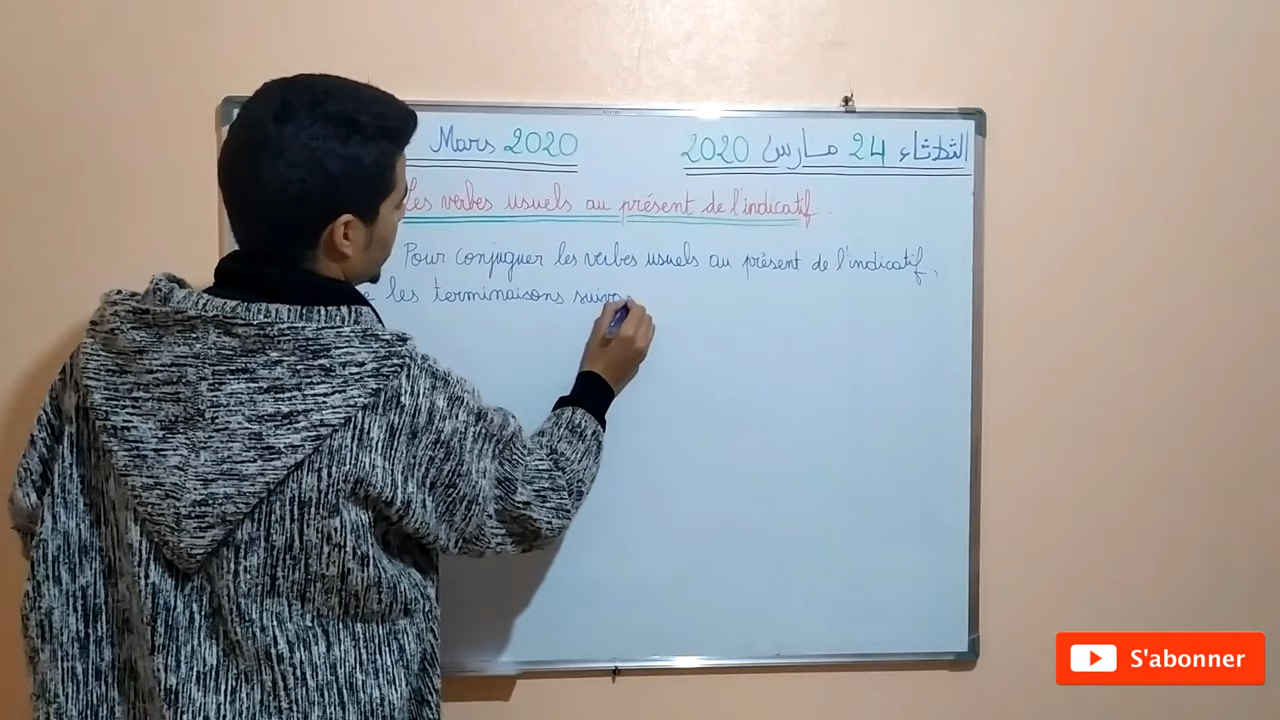 Mars 2020
الثلاثاء 24 مارس 2020
Les verbes usuels au présent de l'indicatif.
Pour conjuguer les verbes usuels au présent de l'indicatif,
les terminaisons
S'abonner